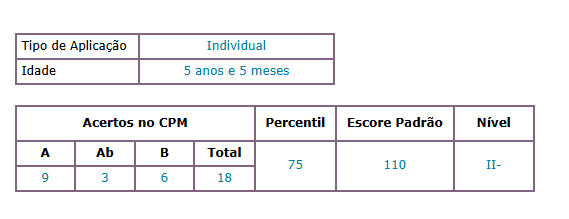 Tipo de Aplicação Individual
Idade 5 anos e 5 meses
Acertos no CPM Percentil Escore Padrão Nível
A Ab B Total
75 110 II-
9 3 6 18